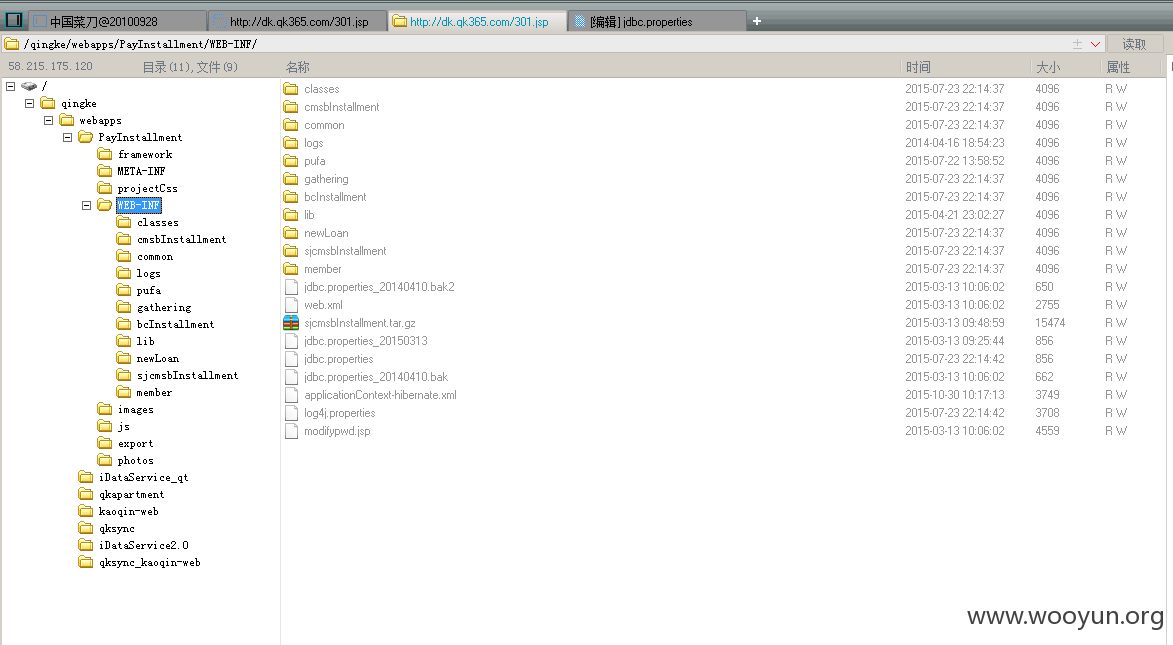 中国菜刀@20100928 http://dk.qk365.com/301.jsp http://dk.qk365.com/301.jsp [编辑] jdbc.properties +
/qingke/webapps/PayInstallment/WEB-INF/ 读取
58.215.175.120 目录(11),文件(9) 名称 时间 大小 属性
/
qingke
webapps
PayInstallment
framework
META-INF
projectCss
WEB-INF
classes
cmsbInstallment
common
logs
pufa
gathering
bcInstallment
lib
newLoan
sjcmsbInstallment
member
images
js
export
photos
iDataService_qt
qkapartment
kaoqin-web
qksync
iDataService2.0
qksync_kaoqin-web
classes 2015-07-23 22:14:37 4096 R W
cmsbInstallment 2015-07-23 22:14:37 4096 R W
common 2015-07-23 22:14:37 4096 R W
logs 2014-04-16 18:54:23 4096 R W
pufa 2015-07-22 13:58:52 4096 R W
gathering 2015-07-23 22:14:37 4096 R W
bcInstallment 2015-07-23 22:14:37 4096 R W
lib 2015-04-21 23:02:27 4096 R W
newLoan 2015-07-23 22:14:37 4096 R W
sjcmsbInstallment 2015-07-23 22:14:37 4096 R W
member 2015-07-23 22:14:37 4096 R W
jdbc.properties_20140410.bak2 2015-03-13 10:06:02 650 R W
web.xml 2015-03-13 10:06:02 2755 R W
sjcmsbInstallment.tar.gz 2015-03-13 09:48:59 15474 R W
jdbc.properties_20150313 2015-03-13 09:25:44 856 R W
jdbc.properties 2015-07-23 22:14:42 856 R W
jdbc.properties_20140410.bak 2015-03-13 10:06:02 662 R W
applicationContext-hibernate.xml 2015-10-30 10:17:13 3749 R W
log4j.properties 2015-07-23 22:14:42 3708 R W
modifypwd.jsp 2015-03-13 10:06:02 4559 R W
www.wooyun.org